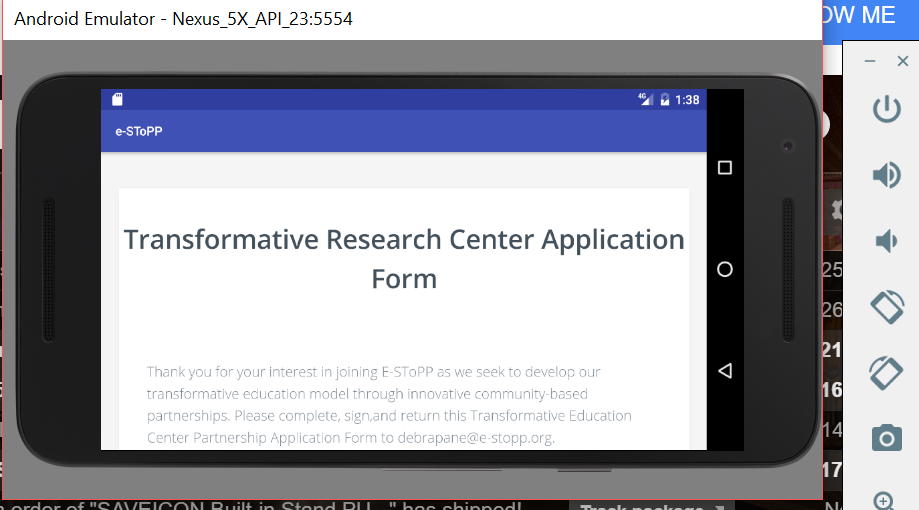 Android Emulator - Nexus_5X_API_23:5554
OW ME
4G 1:38
e-SToPP
Transformative Research Center Application
Form
Thank you for your interest in joining E-SToPP as we seek to develop our
transformative education model through innovative community-based
partnerships. Please complete, sign,and return this Transformative Education
Center Partnership Application Form to debrapane@e-stopp.org.
25
26
21
16
14
17
order of "SAVEICON Built-in Stand PU..." has shipped!
Track package